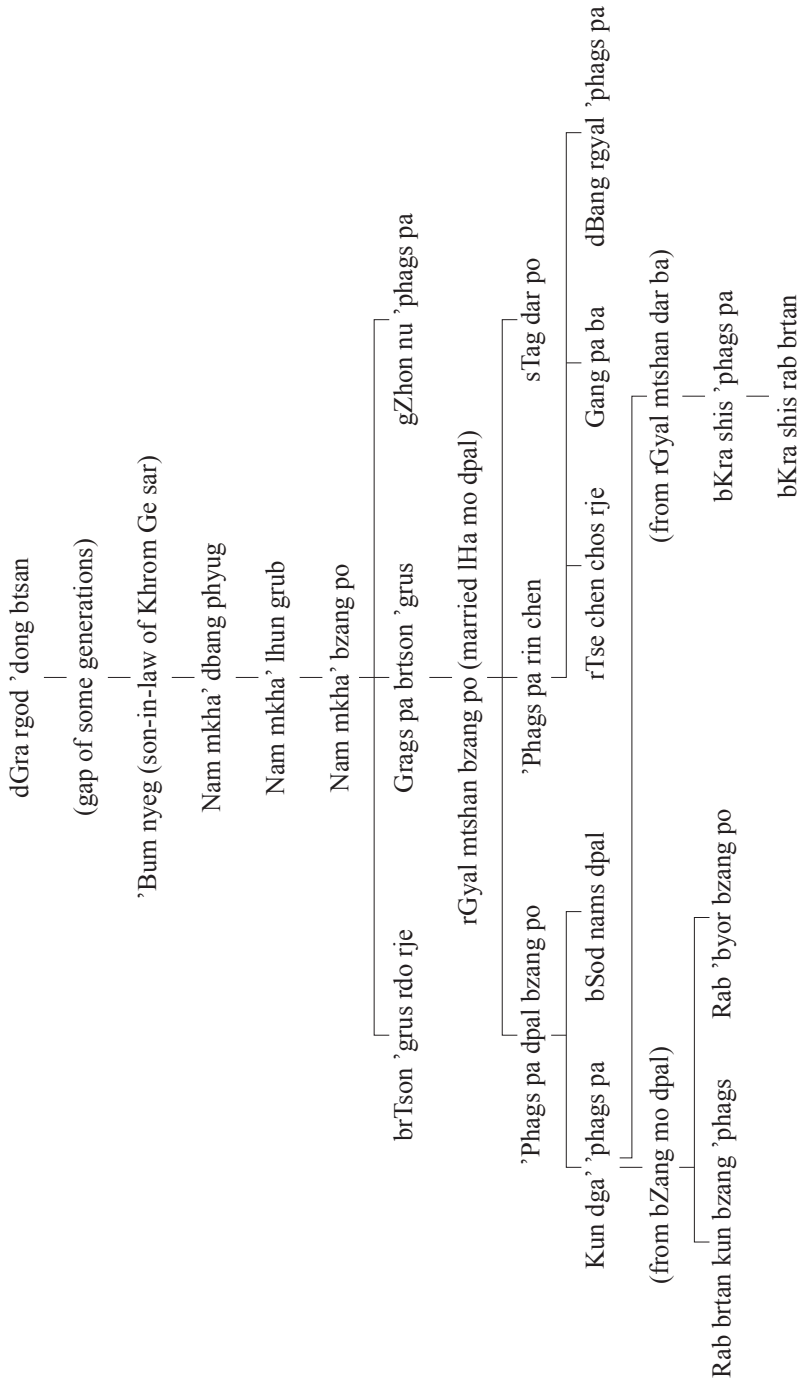 dGra rgod ’dong btsan
(gap of some generations)
’Bum nyeg (son-in-law of Khrom Ge sar)
Nam mkha’ dbang phyug
Nam mkha’ lhun grub
Nam mkha’ bzang po
brTson ’grus rdo rje
Grags pa brtson ’grus
gZhon nu ’phags pa
rGyal mtshan bzang po (married lHa mo dpal)
’Phags pa dpal bzang po
’Phags pa rin chen
sTag dar po
Kun dga’ ’phags pa
bSod nams dpal
rTse chen chos rje
Gang pa ba
dBang rgyal ’phags pa
(from bZang mo dpal)
(from rGyal mtshan dar ba)
Rab brtan kun bzang ’phags
Rab ’byor bzang po
bKra shis ’phags pa
bKra shis rab brtan